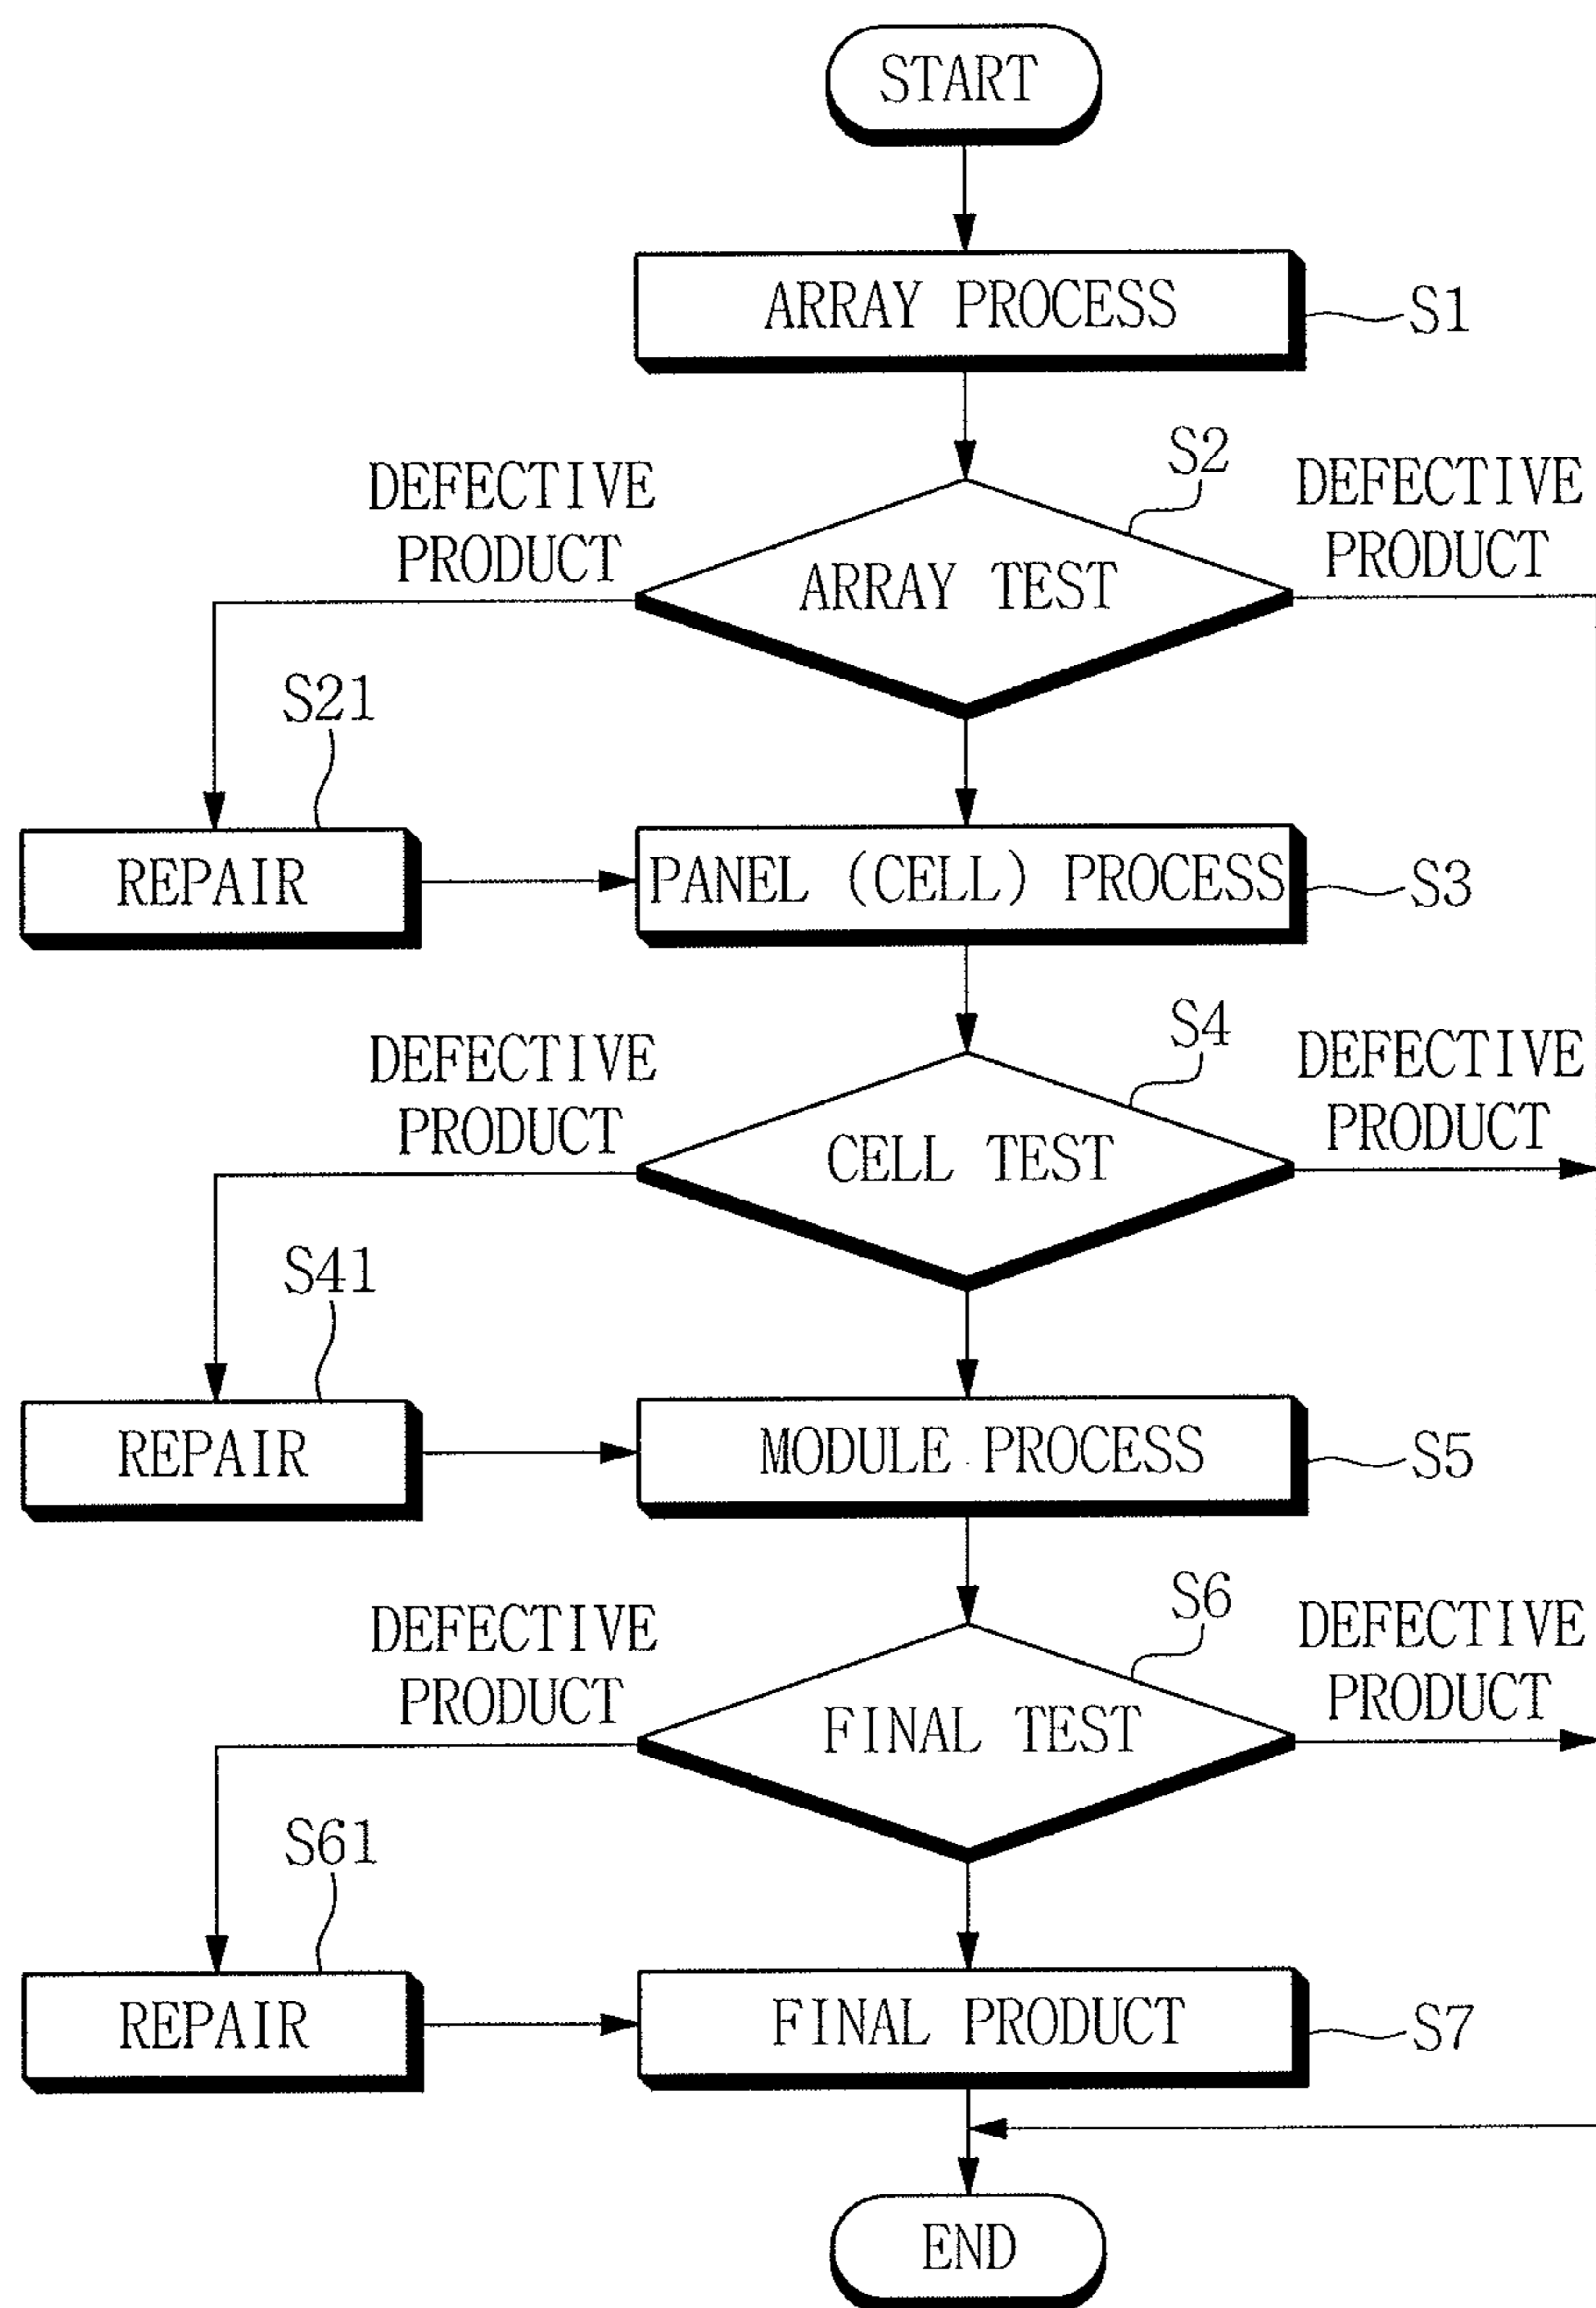 START
ARRAY PROCESS
S1
S2
DEFECTIVE
PRODUCT
DEFECTIVE
PRODUCT
ARRAY TEST
S21
REPAIR
PANEL (CELL) PROCESS
S3
S4
DEFECTIVE
PRODUCT
DEFECTIVE
PRODUCT
CELL TEST
S41
REPAIR
MODULE PROCESS
S5
S6
DEFECTIVE
PRODUCT
DEFECTIVE
PRODUCT
FINAL TEST
S61
REPAIR
FINAL PRODUCT
S7
END